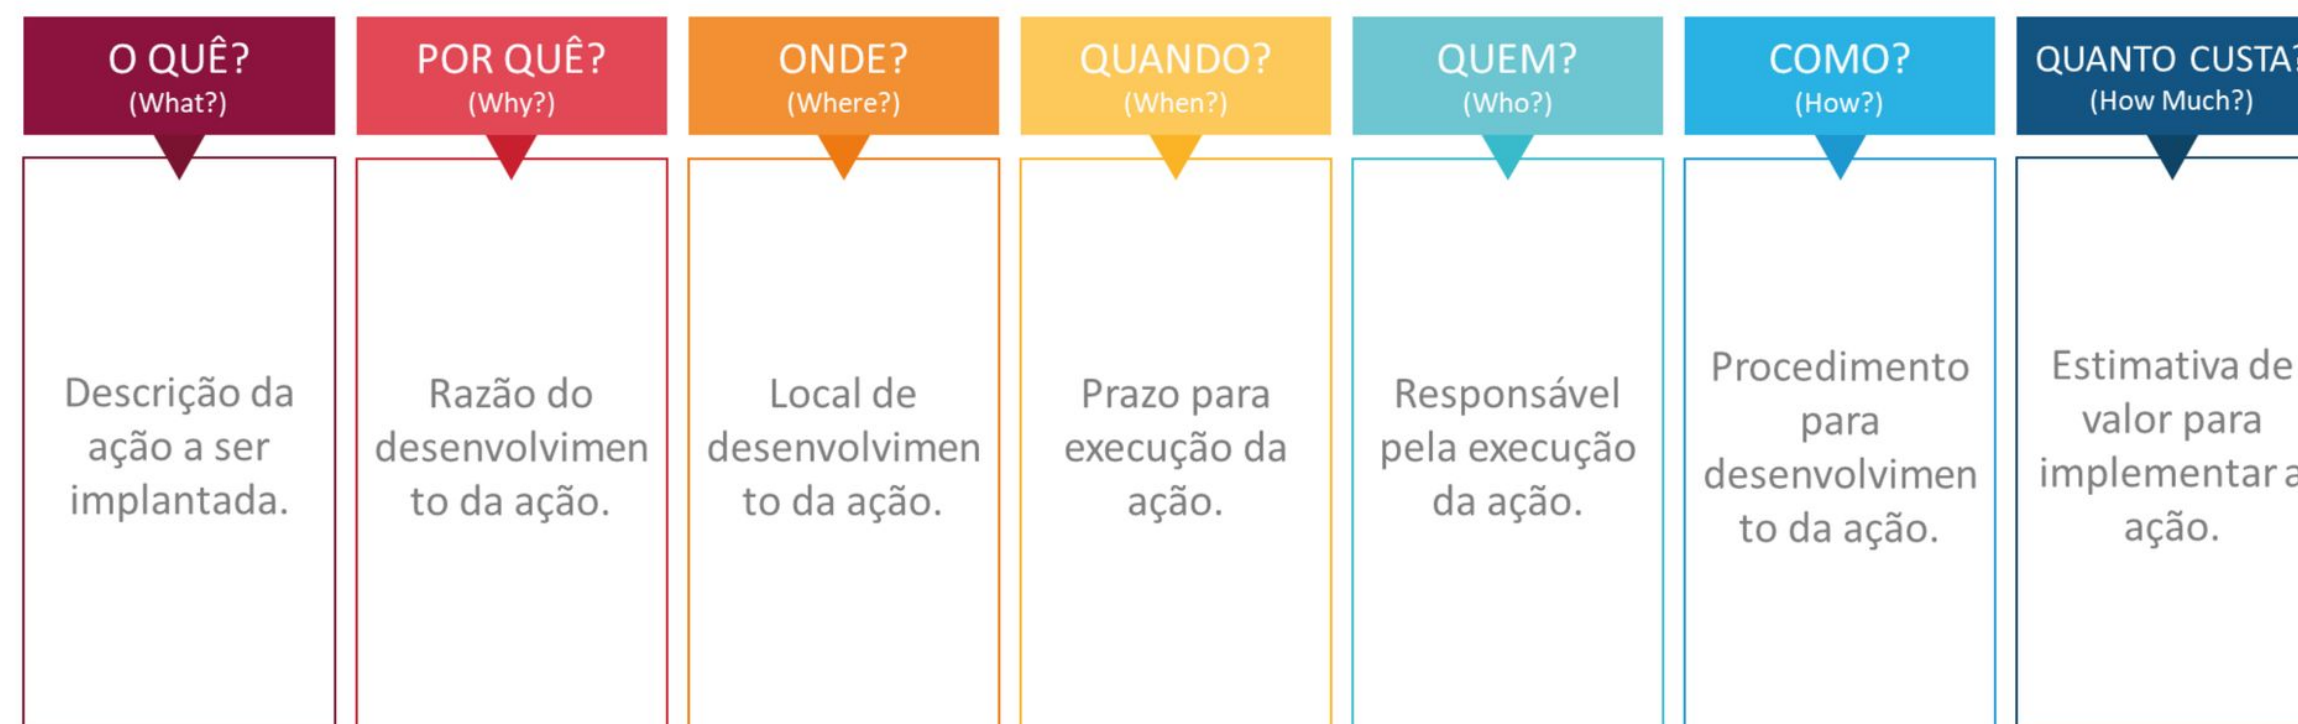 O QUÊ?
(What?)
Descrição da
ação a ser
implantada.
POR QUÊ?
(Why?)
Razão do
desenvolvimen
to da ação.
ONDE?
(Where?)
Local de
desenvolvimen
to da ação.
QUANDO?
(When?)
Prazo para
execução da
ação.
QUEM?
(Who?)
Responsável
pela execução
da ação.
COMO?
(How?)
Procedimento
para
desenvolvimen
to da ação.
QUANTO CUSTA?
(How Much?)
Estimativa de
valor para
implementar a
ação.